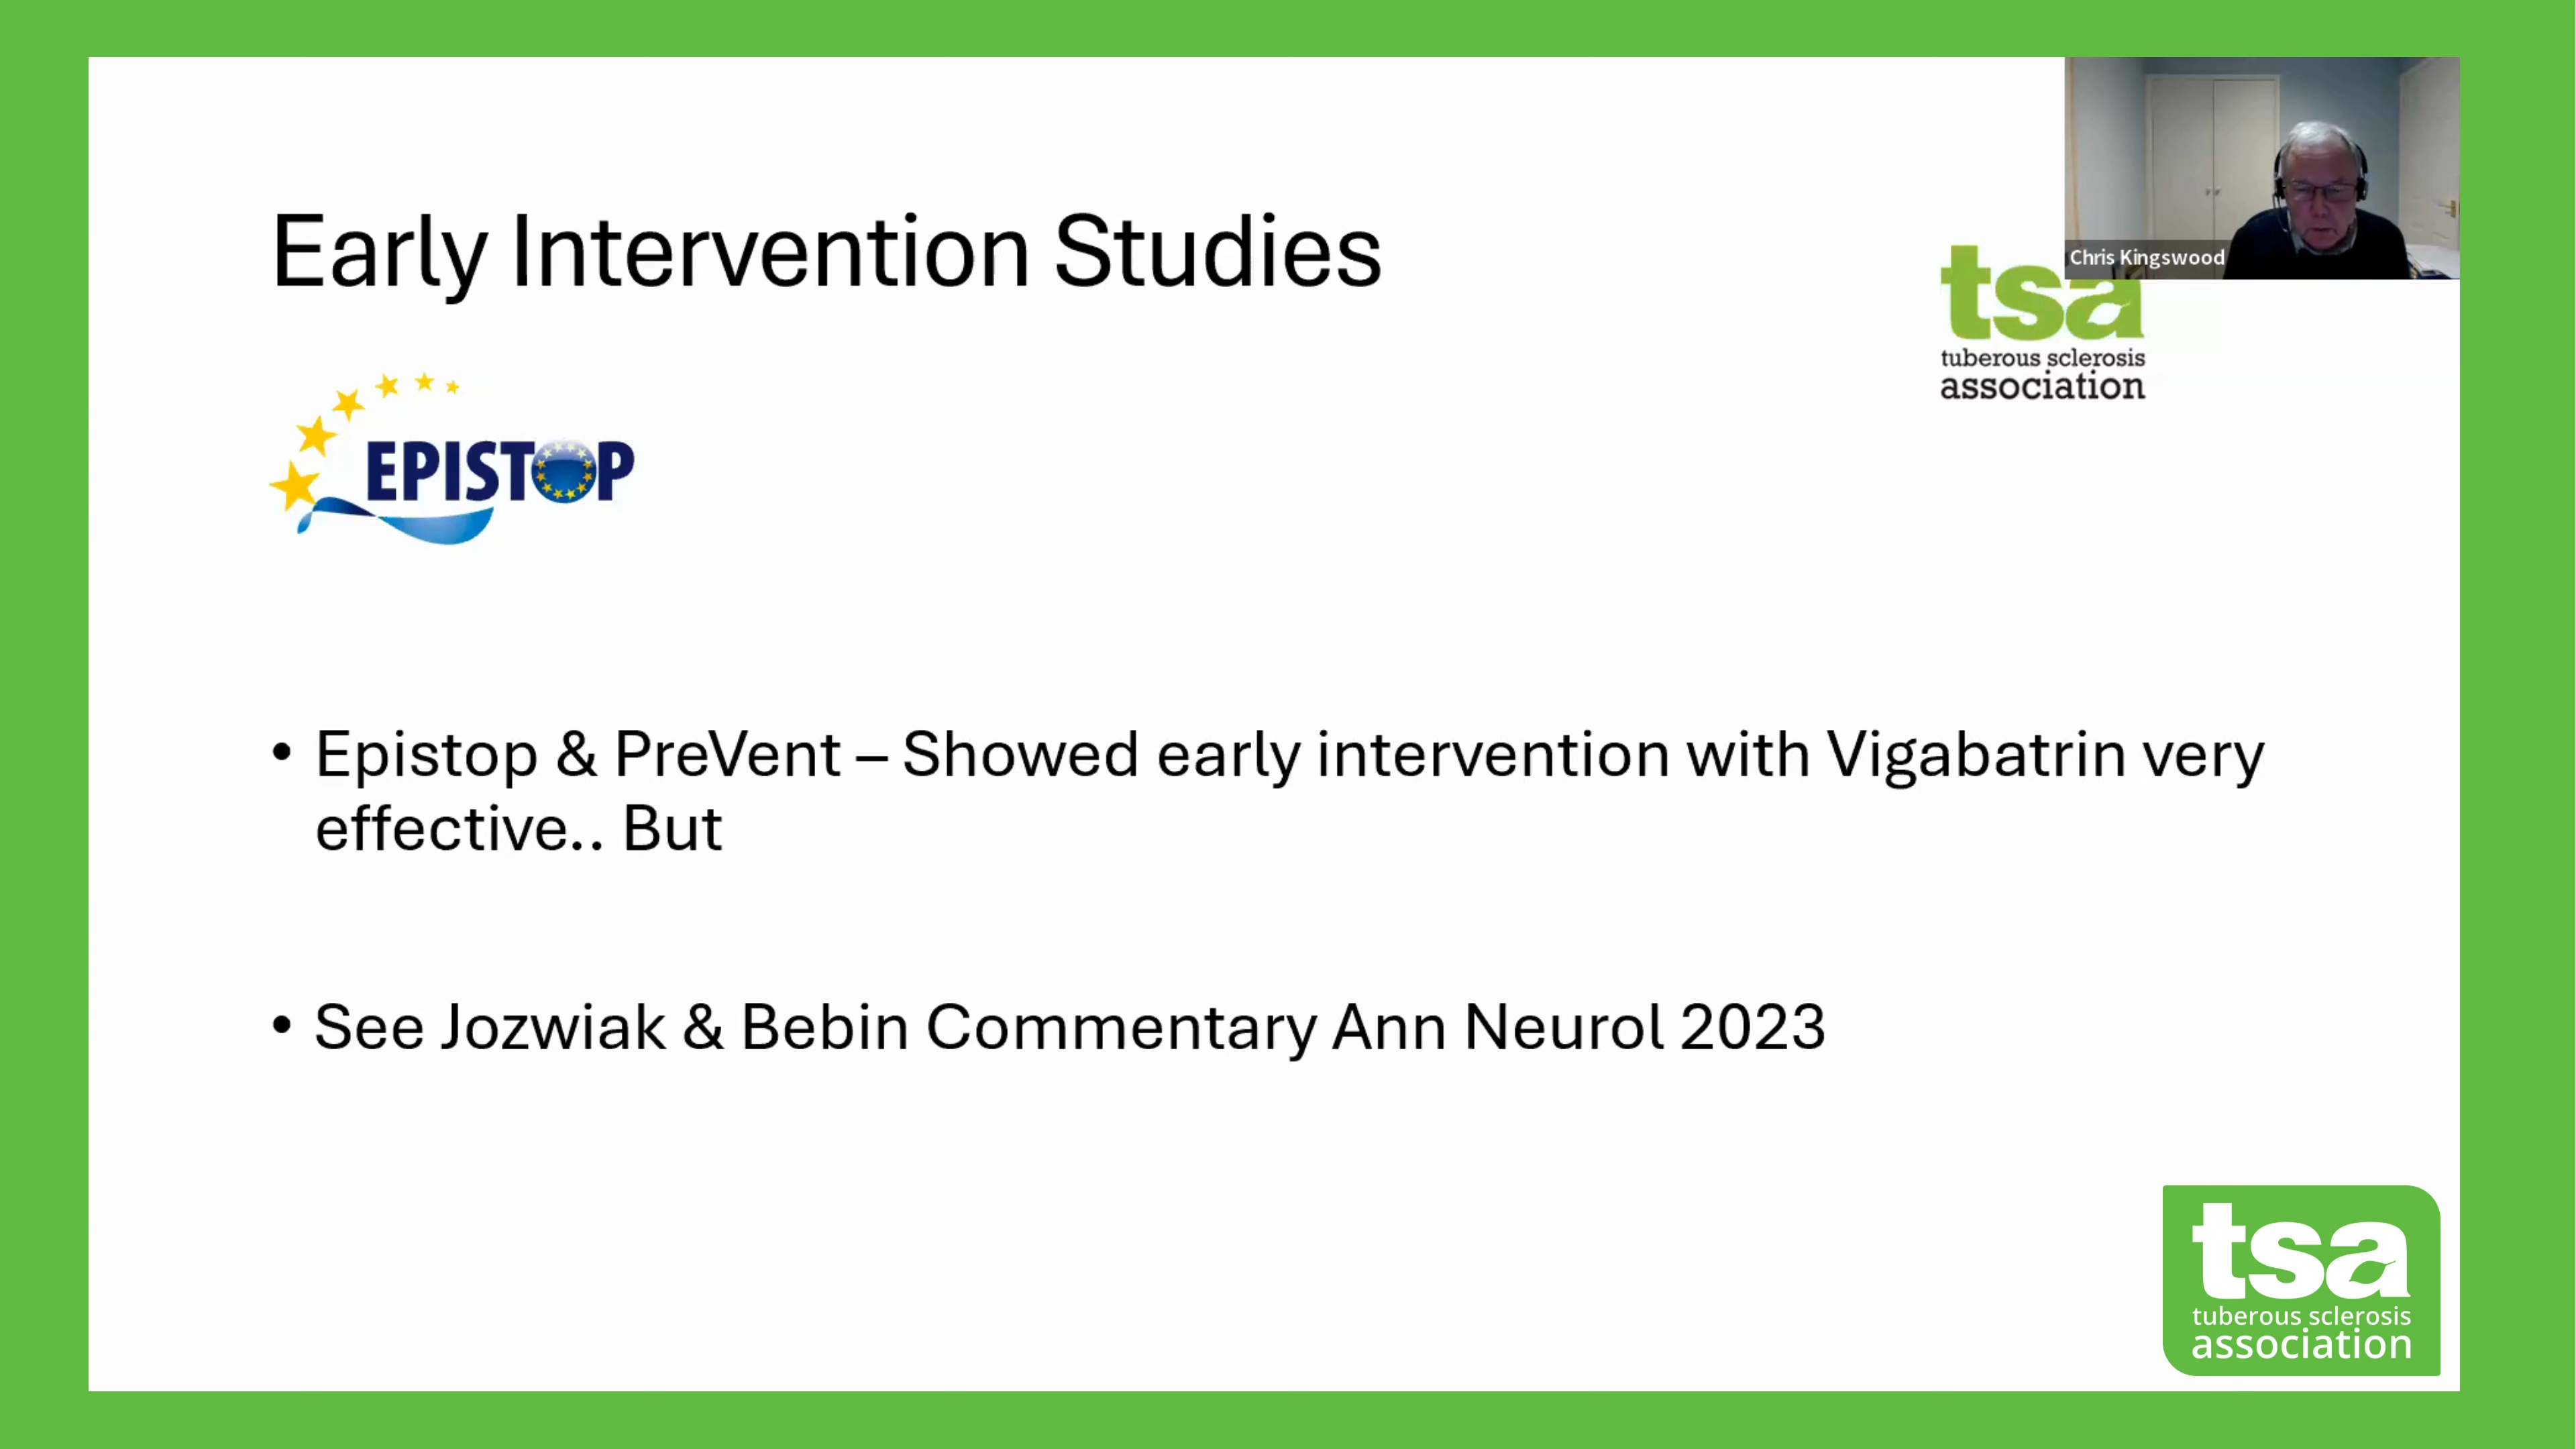 Early Intervention Studies
Chris Kingswood
tsa
tuberous sclerosis
association
EPISTOP
• Epistop & PreVent – Showed early intervention with Vigabatrin very
effective.. But
• See Jozwiak & Bebin Commentary Ann Neurol 2023
tsa
tuberous sclerosis
association